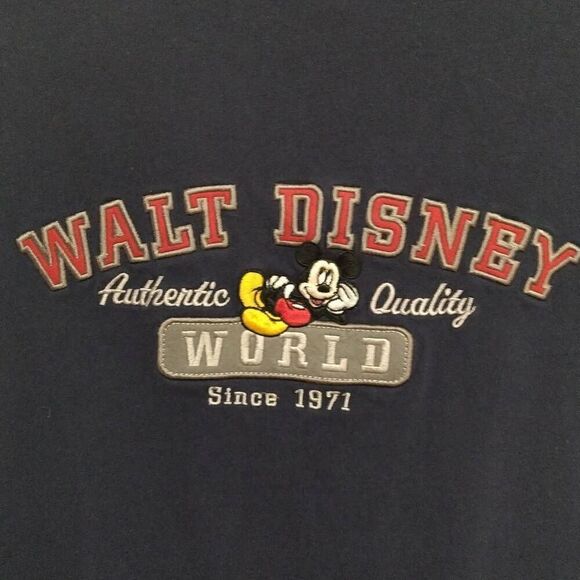 WALT DISNEY
Authentic Quality
WORLD
Since 1971